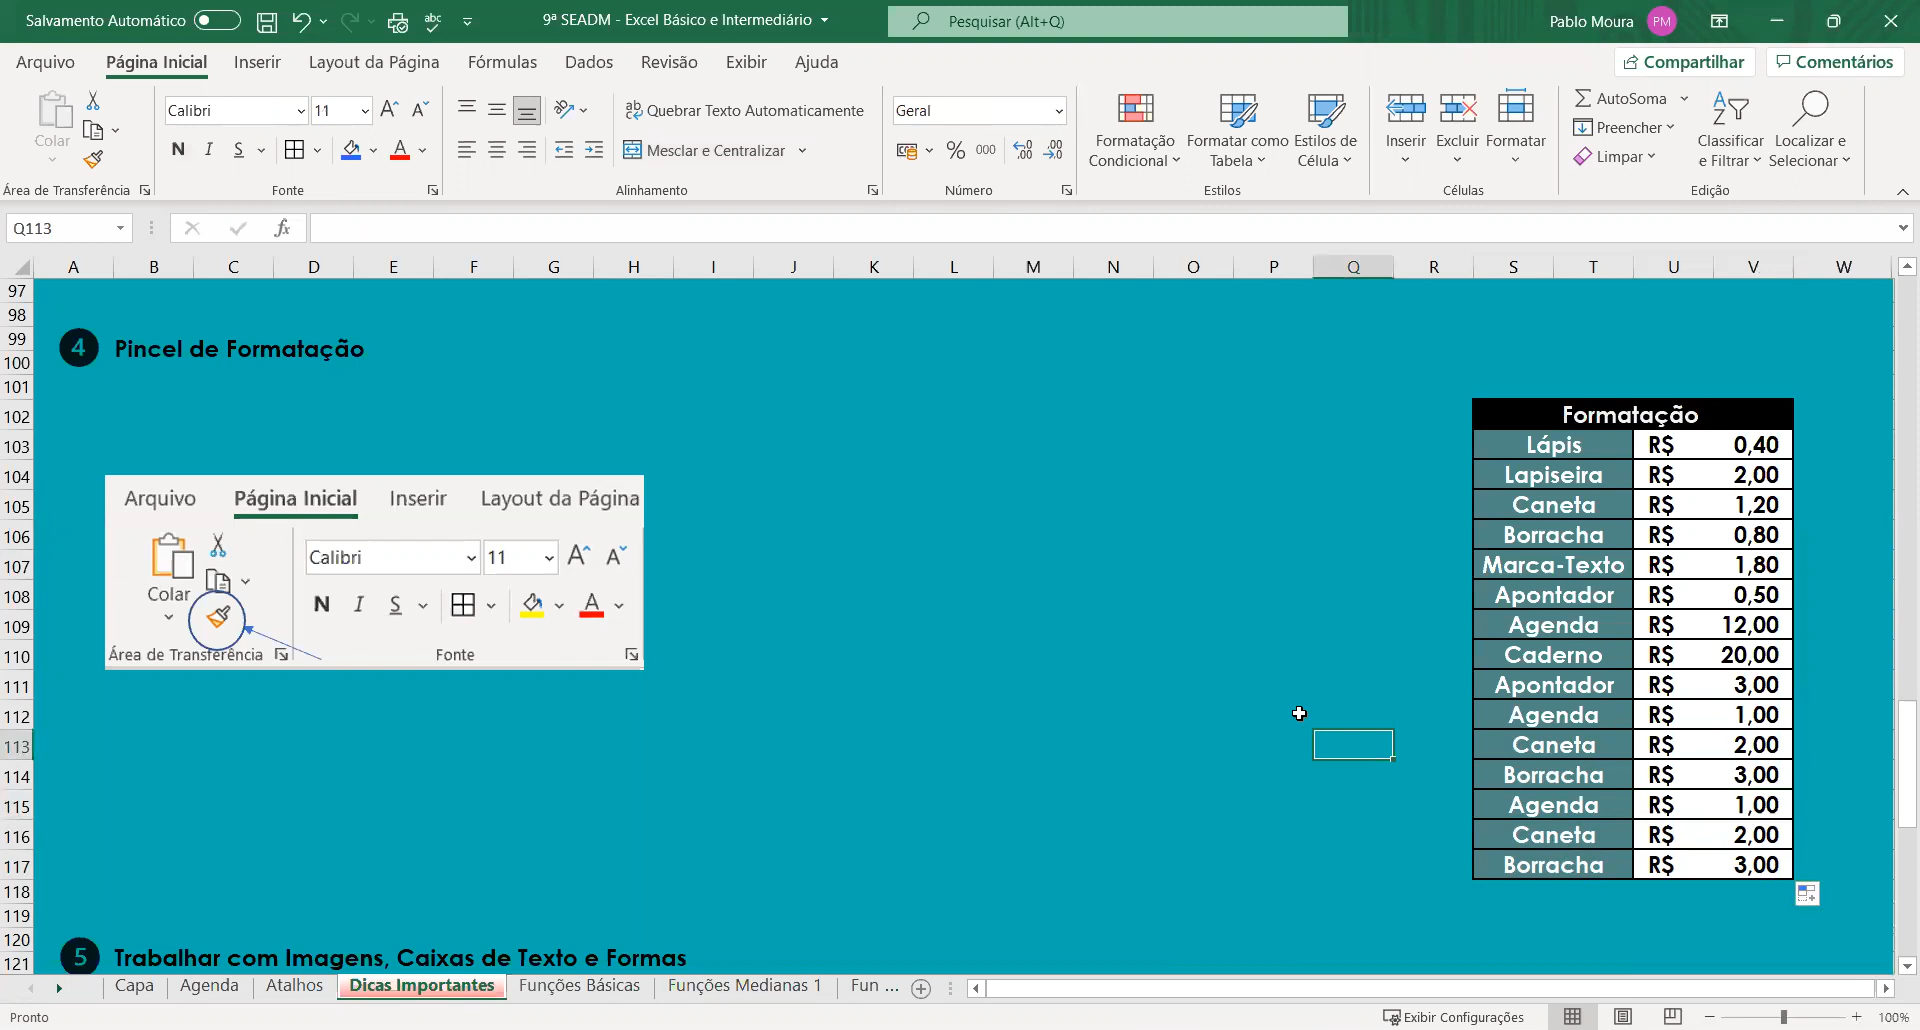 Salvamento Automático
9ª SEADM - Excel Básico e Intermediário
Pesquisar (Alt+Q)
Pablo Moura
PM
Arquivo Página Inicial Inserir Layout da Página Fórmulas Dados Revisão Exibir Ajuda
Compartilhar
Comentários
Colar
Área de Transferência
Calibri 11
N I S
Fonte
Quebrar Texto Automaticamente
Mesclar e Centralizar
Alinhamento
Geral
% 000
Número
Formatação Condicional
Formatar como Tabela
Estilos de Célula
Estilos
Inserir Excluir Formatar
Células
AutoSoma
Preencher
Limpar
Classificar e Filtrar
Localizar e Selecionar
Edição
Q113
fx
A B C D E F G H I J K L M N O P Q R S T U V W
97
98
99
100
101
102
103
104
105
106
107
108
109
110
111
112
113
114
115
116
117
118
119
120
121
4 Pincel de Formatação
Arquivo Página Inicial Inserir Layout da Página
Colar
Calibri 11
N I S
Área de Transferência
Fonte
Formatação
Lápis R$ 0,40
Lapiseira R$ 2,00
Caneta R$ 1,20
Borracha R$ 0,80
Marca-Texto R$ 1,80
Apontador R$ 0,50
Agenda R$ 12,00
Caderno R$ 20,00
Apontador R$ 3,00
Agenda R$ 1,00
Caneta R$ 2,00
Borracha R$ 3,00
Agenda R$ 1,00
Caneta R$ 2,00
Borracha R$ 3,00
5 Trabalhar com Imagens, Caixas de Texto e Formas
Capa Agenda Atalhos Dicas Importantes Funções Básicas Funções Medianas 1 Fun ...
Pronto
Exibir Configurações
100%